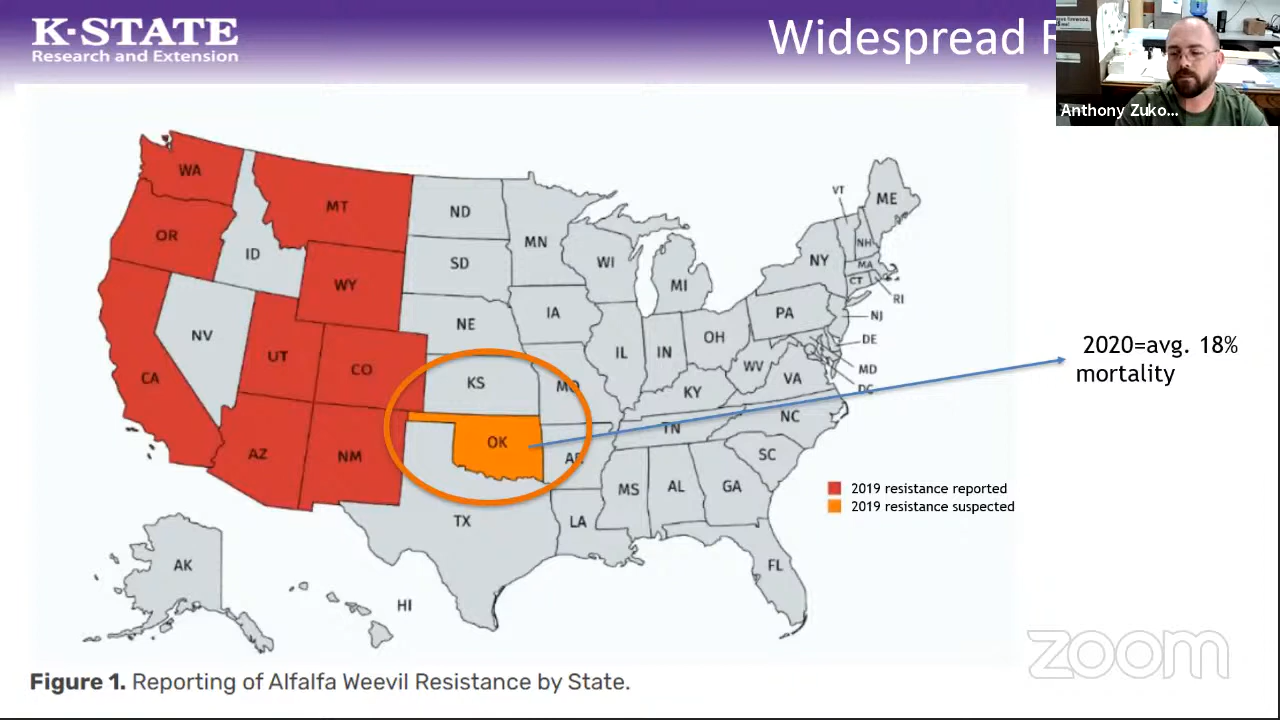 K-STATE
Research and Extension
Widespread
Anthony Zuko...
WA
MT
ND
OR
ID
WY
SD
MN
WI
MI
NY
VT
ME
NH
MA
CT
RI
NJ
PA
DE
MD
DC
NV
UT
CO
NE
IA
IL
IN
OH
WV
VA
CA
KS
MO
KY
NC
TN
AZ
NM
OK
SC
MS
AL
GA
TX
LA
FL
AK
HI
2020=avg. 18%
mortality
2019 resistance reported
2019 resistance suspected
zoom
Figure 1. Reporting of Alfalfa Weevil Resistance by State.